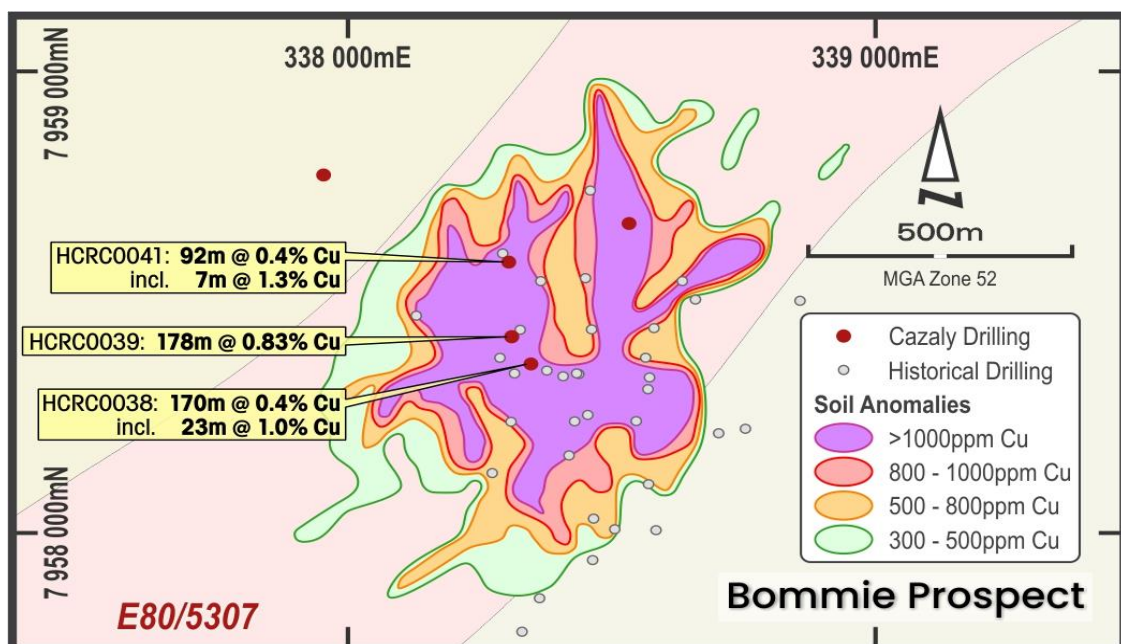 338 000mE
339 000mE
7 959 000mN
500m
MGA Zone 52
HCRC0041: 92m @ 0.4% Cu
incl. 7m @ 1.3% Cu
HCRC0039: 178m @ 0.83% Cu
HCRC0038: 170m @ 0.4% Cu
incl. 23m @ 1.0% Cu
Cazaly Drilling
Historical Drilling
Soil Anomalies
>1000ppm Cu
800 - 1000ppm Cu
500 - 800ppm Cu
300 - 500ppm Cu
7 958 000mN
E80/5307
Bommie Prospect
N